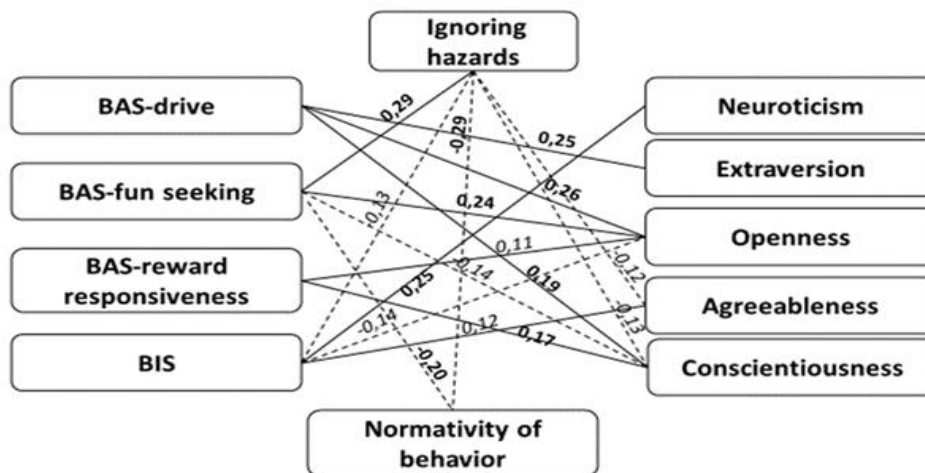 Ignoring
hazards
BAS-drive
Neuroticism
0,29
-0,29
0,25
Extraversion
BAS-fun seeking
0,26
-0,13
0,24
Openness
0,11
BAS-reward
responsiveness
-0,14
-0,12
0,25
0,19
Agreeableness
-0,14
0,12
-0,13
0,17
BIS
-0,20
Conscientiousness
Normativity of
behavior